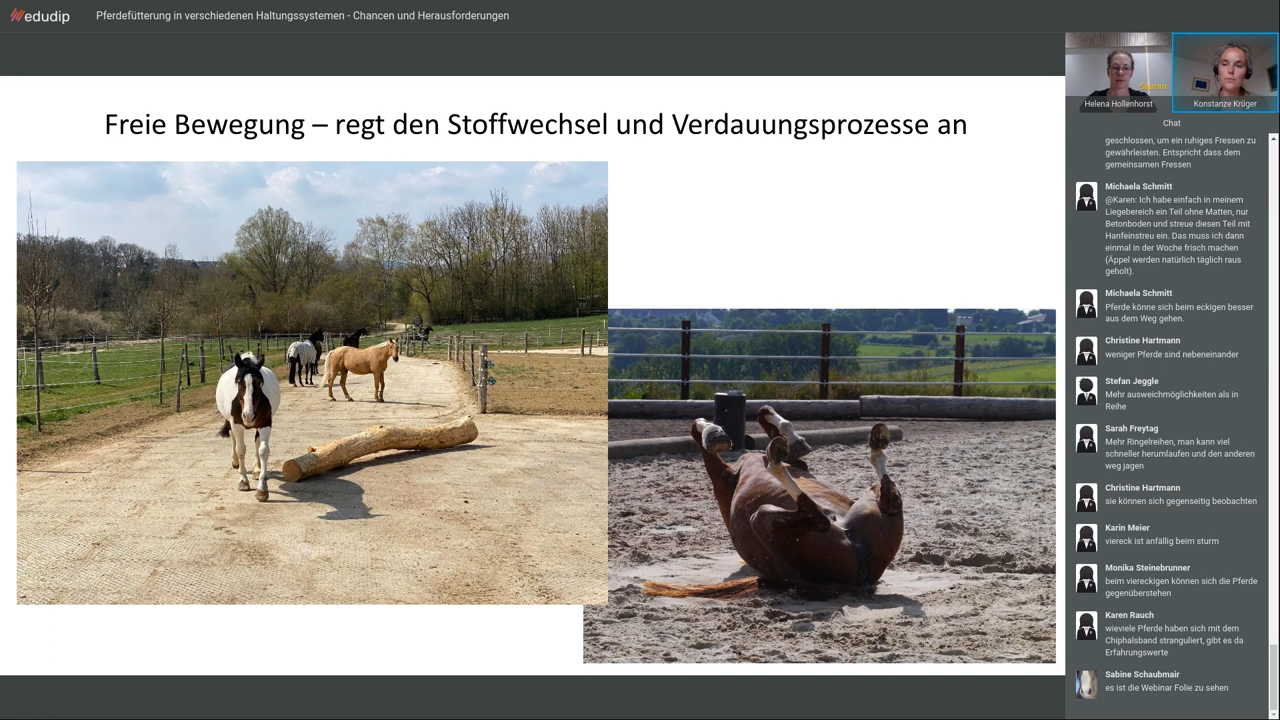 edudip
Pferdefütterung in verschiedenen Haltungssystemen - Chancen und Herausforderungen
Freie Bewegung – regt den Stoffwechsel und Verdauungsprozesse an
Stumm
Helena Hollenhorst
Konstanze Krüger
Chat
geschlossen, um ein ruhiges Fressen zu
gewährleisten. Entspricht dass dem
gemeinsamen Fressen
Michaela Schmitt
@Karen: Ich habe einfach in meinem
Liegebereich ein Teil ohne Matten, nur
Betonboden und streue diesen Teil mit
Hanfeinstreu ein. Das muss ich dann
einmal in der Woche frisch machen
(Äppel werden natürlich täglich raus
geholt).
Michaela Schmitt
Pferde könne sich beim eckigen besser
aus dem Weg gehen.
Christine Hartmann
weniger Pferde sind nebeneinander
Stefan Jeggle
Mehr ausweichmöglichkeiten als in
Reihe
Sarah Freytag
Mehr Ringelreihen, man kann viel
schneller herumlaufen und den anderen
weg jagen
Christine Hartmann
sie können sich gegenseitig beobachten
Karin Meier
viereck ist anfällig beim sturm
Monika Steinebrunner
beim viereckigen können sich die Pferde
gegenüberstehen
Karen Rauch
wieviele Pferde haben sich mit dem
Chiphalsband stranguliert, gibt es da
Erfahrungswerte
Sabine Schaubmair
es ist die Webinar Folie zu sehen